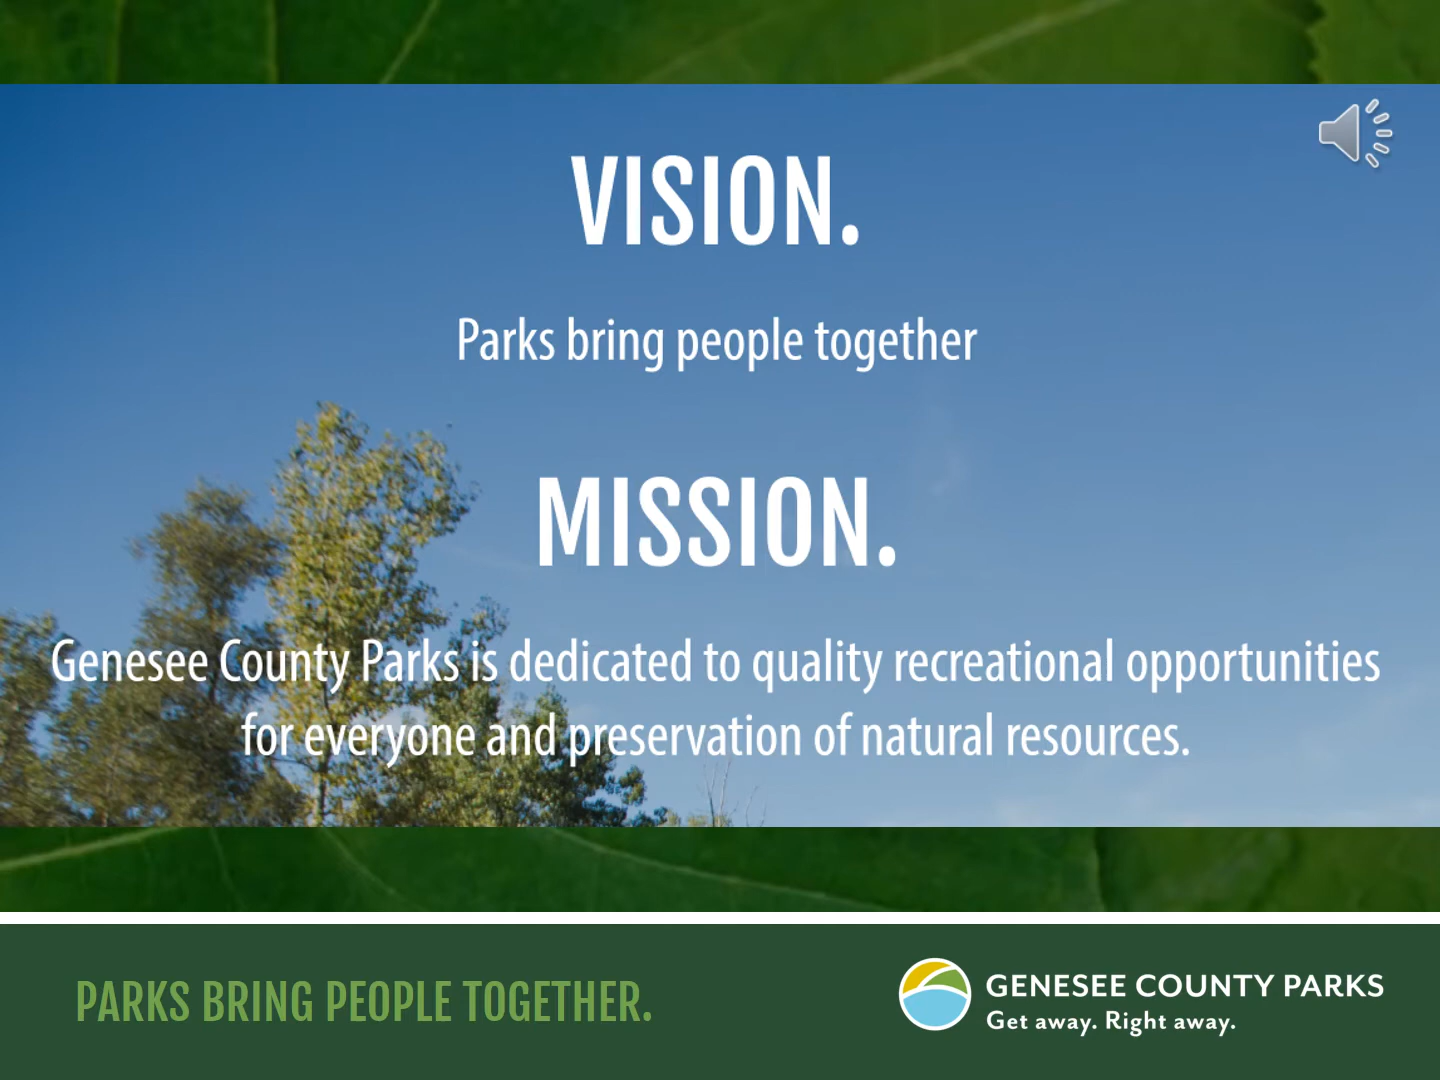 VISION.
Parks bring people together
MISSION.
Genesee County Parks is dedicated to quality recreational opportunities
for everyone and preservation of natural resources.
PARKS BRING PEOPLE TOGETHER.
GENESEE COUNTY PARKS
Get away. Right away.